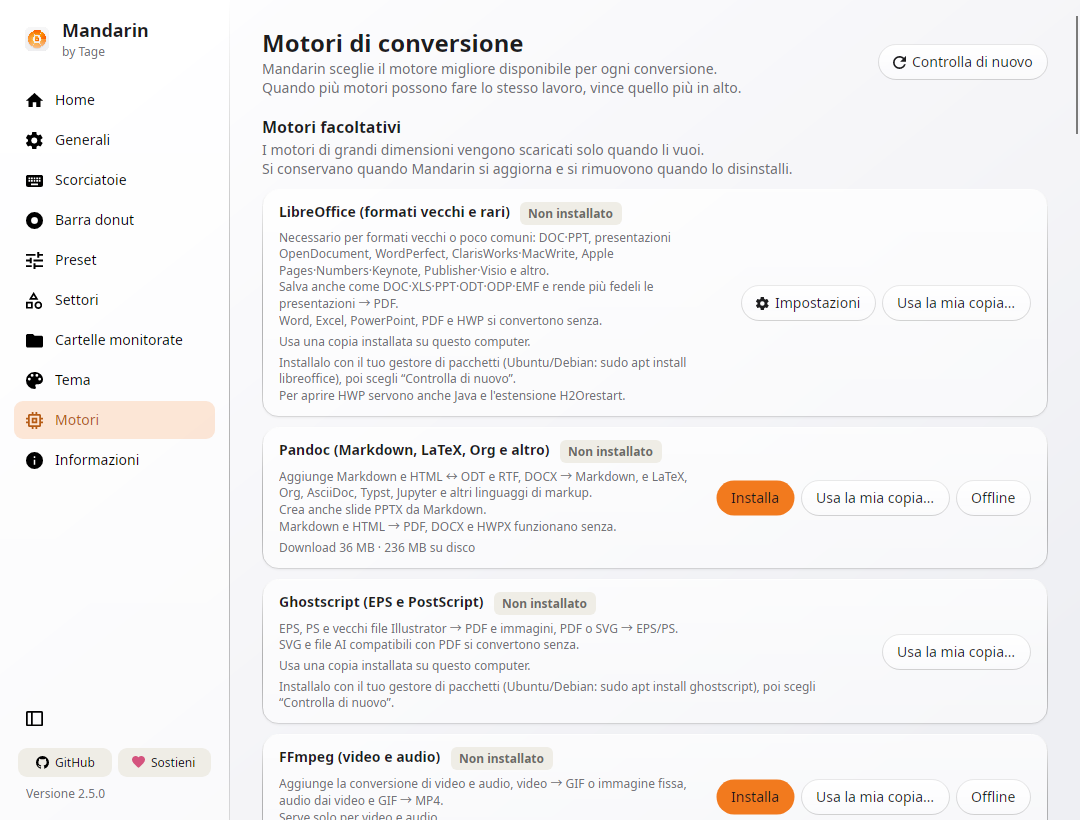 Mandarin
by Tage
Home
Generali
Scorciatoie
Barra donut
Preset
Settori
Cartelle monitorate
Tema
Motori
Informazioni
GitHub
Sostieni
Versione 2.5.0
Motori di conversione
Mandarin sceglie il motore migliore disponibile per ogni conversione.
Quando più motori possono fare lo stesso lavoro, vince quello più in alto.
Controlla di nuovo
Motori facoltativi
I motori di grandi dimensioni vengono scaricati solo quando li vuoi.
Si conservano quando Mandarin si aggiorna e si rimuovono quando lo disinstalli.
LibreOffice (formati vecchi e rari)
Non installato
Necessario per formati vecchi o poco comuni: DOC·PPT, presentazioni
OpenDocument, WordPerfect, ClarisWorks·MacWrite, Apple
Pages·Numbers·Keynote, Publisher·Visio e altro.
Salva anche come DOC·XLS·PPT·ODT·ODP·EMF e rende più fedeli le
presentazioni → PDF.
Word, Excel, PowerPoint, PDF e HWP si convertono senza.
Usa una copia installata su questo computer.
Installalo con il tuo gestore di pacchetti (Ubuntu/Debian: sudo apt install
libreoffice), poi scegli “Controlla di nuovo”.
Per aprire HWP servono anche Java e l'estensione H2Orestart.
Impostazioni
Usa la mia copia...
Pandoc (Markdown, LaTeX, Org e altro)
Non installato
Aggiunge Markdown e HTML ↔ ODT e RTF, DOCX → Markdown, e LaTeX,
Org, AsciiDoc, Typst, Jupyter e altri linguaggi di markup.
Crea anche slide PPTX da Markdown.
Markdown e HTML → PDF, DOCX e HWPX funzionano senza.
Download 36 MB · 236 MB su disco
Installa
Usa la mia copia...
Offline
Ghostscript (EPS e PostScript)
Non installato
EPS, PS e vecchi file Illustrator → PDF e immagini, PDF o SVG → EPS/PS.
SVG e file AI compatibili con PDF si convertono senza.
Usa una copia installata su questo computer.
Installalo con il tuo gestore di pacchetti (Ubuntu/Debian: sudo apt install ghostscript), poi scegli
“Controlla di nuovo”.
Usa la mia copia...
FFmpeg (video e audio)
Non installato
Aggiunge la conversione di video e audio, video → GIF o immagine fissa,
audio dai video e GIF → MP4.
Serve solo per video e audio.
Installa
Usa la mia copia...
Offline